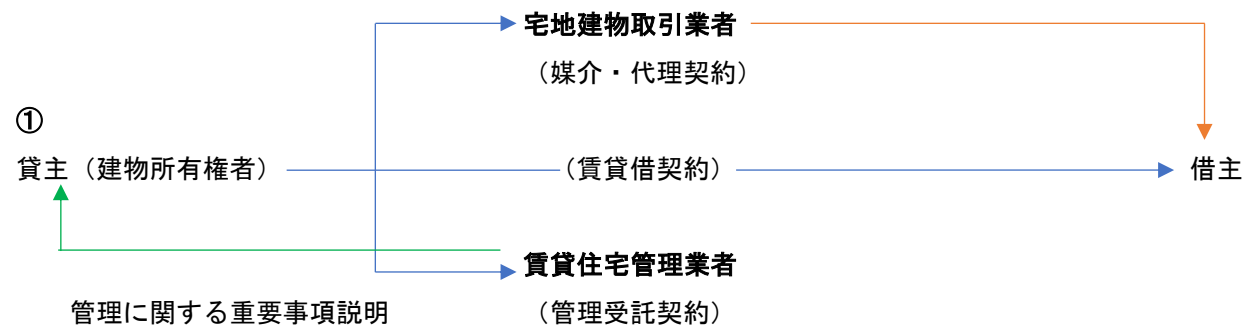 宅地建物取引業者
（媒介・代理契約）
①
貸主（建物所有権者）
（賃貸借契約）
借主
賃貸住宅管理業者
管理に関する重要事項説明
（管理受託契約）